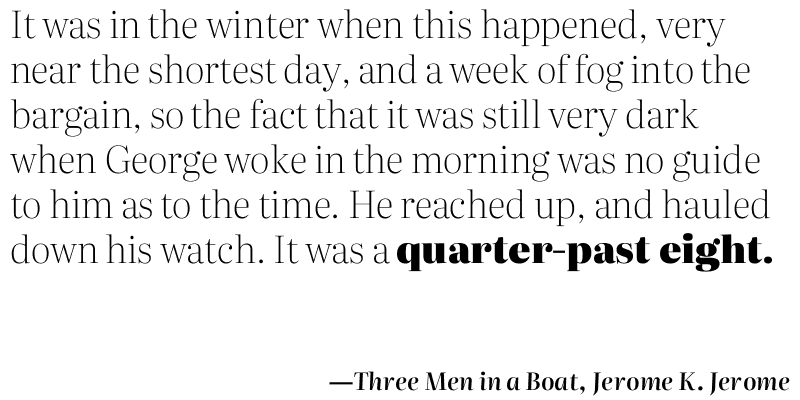 It was in the winter when this happened, very
near the shortest day, and a week of fog into the
bargain, so the fact that it was still very dark
when George woke in the morning was no guide
to him as to the time. He reached up, and hauled
down his watch. It was a quarter-past eight.
—Three Men in a Boat, Jerome K. Jerome